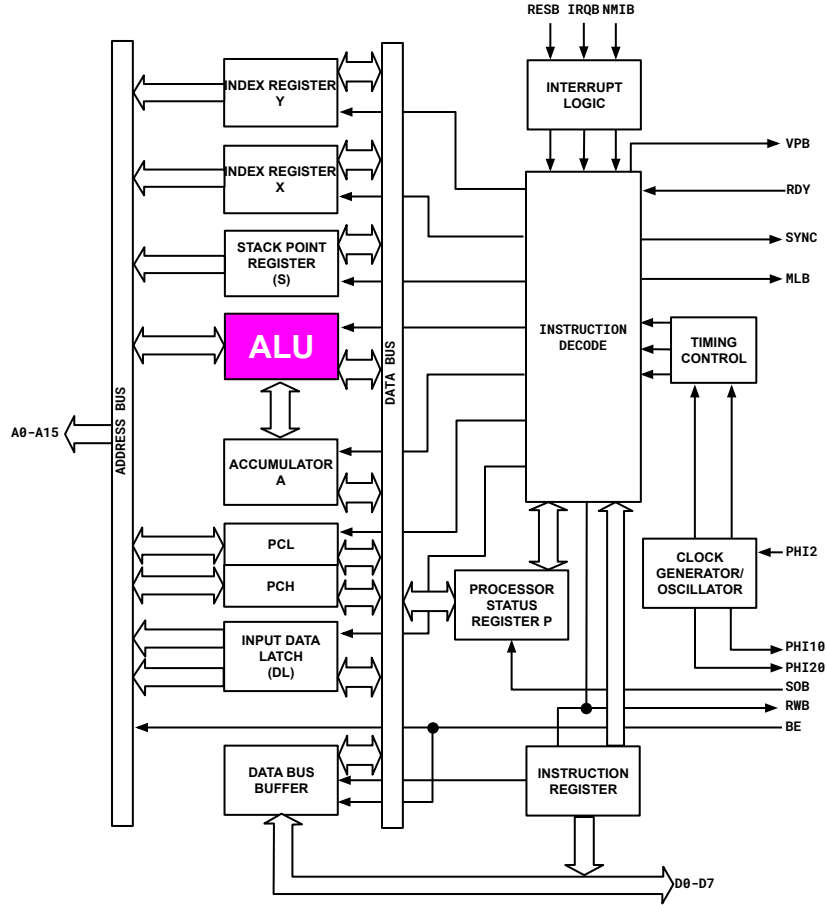 RESB IRQB NMIB
INTERRUPT
LOGIC
INDEX REGISTER
Y
VPB
INDEX REGISTER
X
RDY
STACK POINT
REGISTER
(S)
SYNC
MLB
ALU
INSTRUCTION
DECODE
TIMING
CONTROL
DATA BUS
ADDRESS BUS
A0-A15
ACCUMULATOR
A
PCL
PCH
PHI2
CLOCK
GENERATOR/
OSCILLATOR
PROCESSOR
STATUS
REGISTER P
INPUT DATA
LATCH
(DL)
PHI10
PHI20
SOB
RWB
BE
DATA BUS
BUFFER
INSTRUCTION
REGISTER
D0-D7